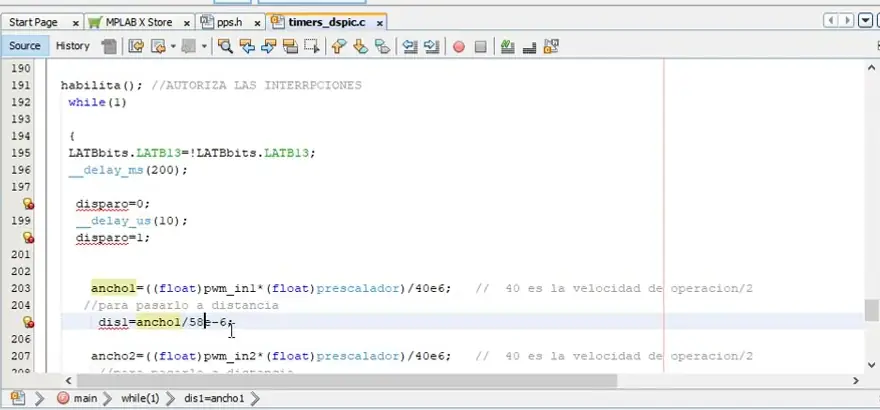 Start Page MPLAB X Store pps.h timers_dspic.c
Source History
190
191 habilita(); //AUTORIZA LAS INTERRPCIONES
192 while(1)
193
194 {
195 LATBbits.LATB13=!LATBbits.LATB13;
196 __delay_ms(200);
197
disparo=0;
199 __delay_us(10);
disparo=1;
201
202
203 ancho1=((float)pwm_in1*(float)prescalador)/40e6; // 40 es la velocidad de operacion/2
204 //para pasarlo a distancia
dis1=ancho1/58e-6;
206
207 ancho2=((float)pwm_in2*(float)prescalador)/40e6; // 40 es la velocidad de operacion/2
208 //para pasarlo a distancia
main while(1) dis1=ancho1